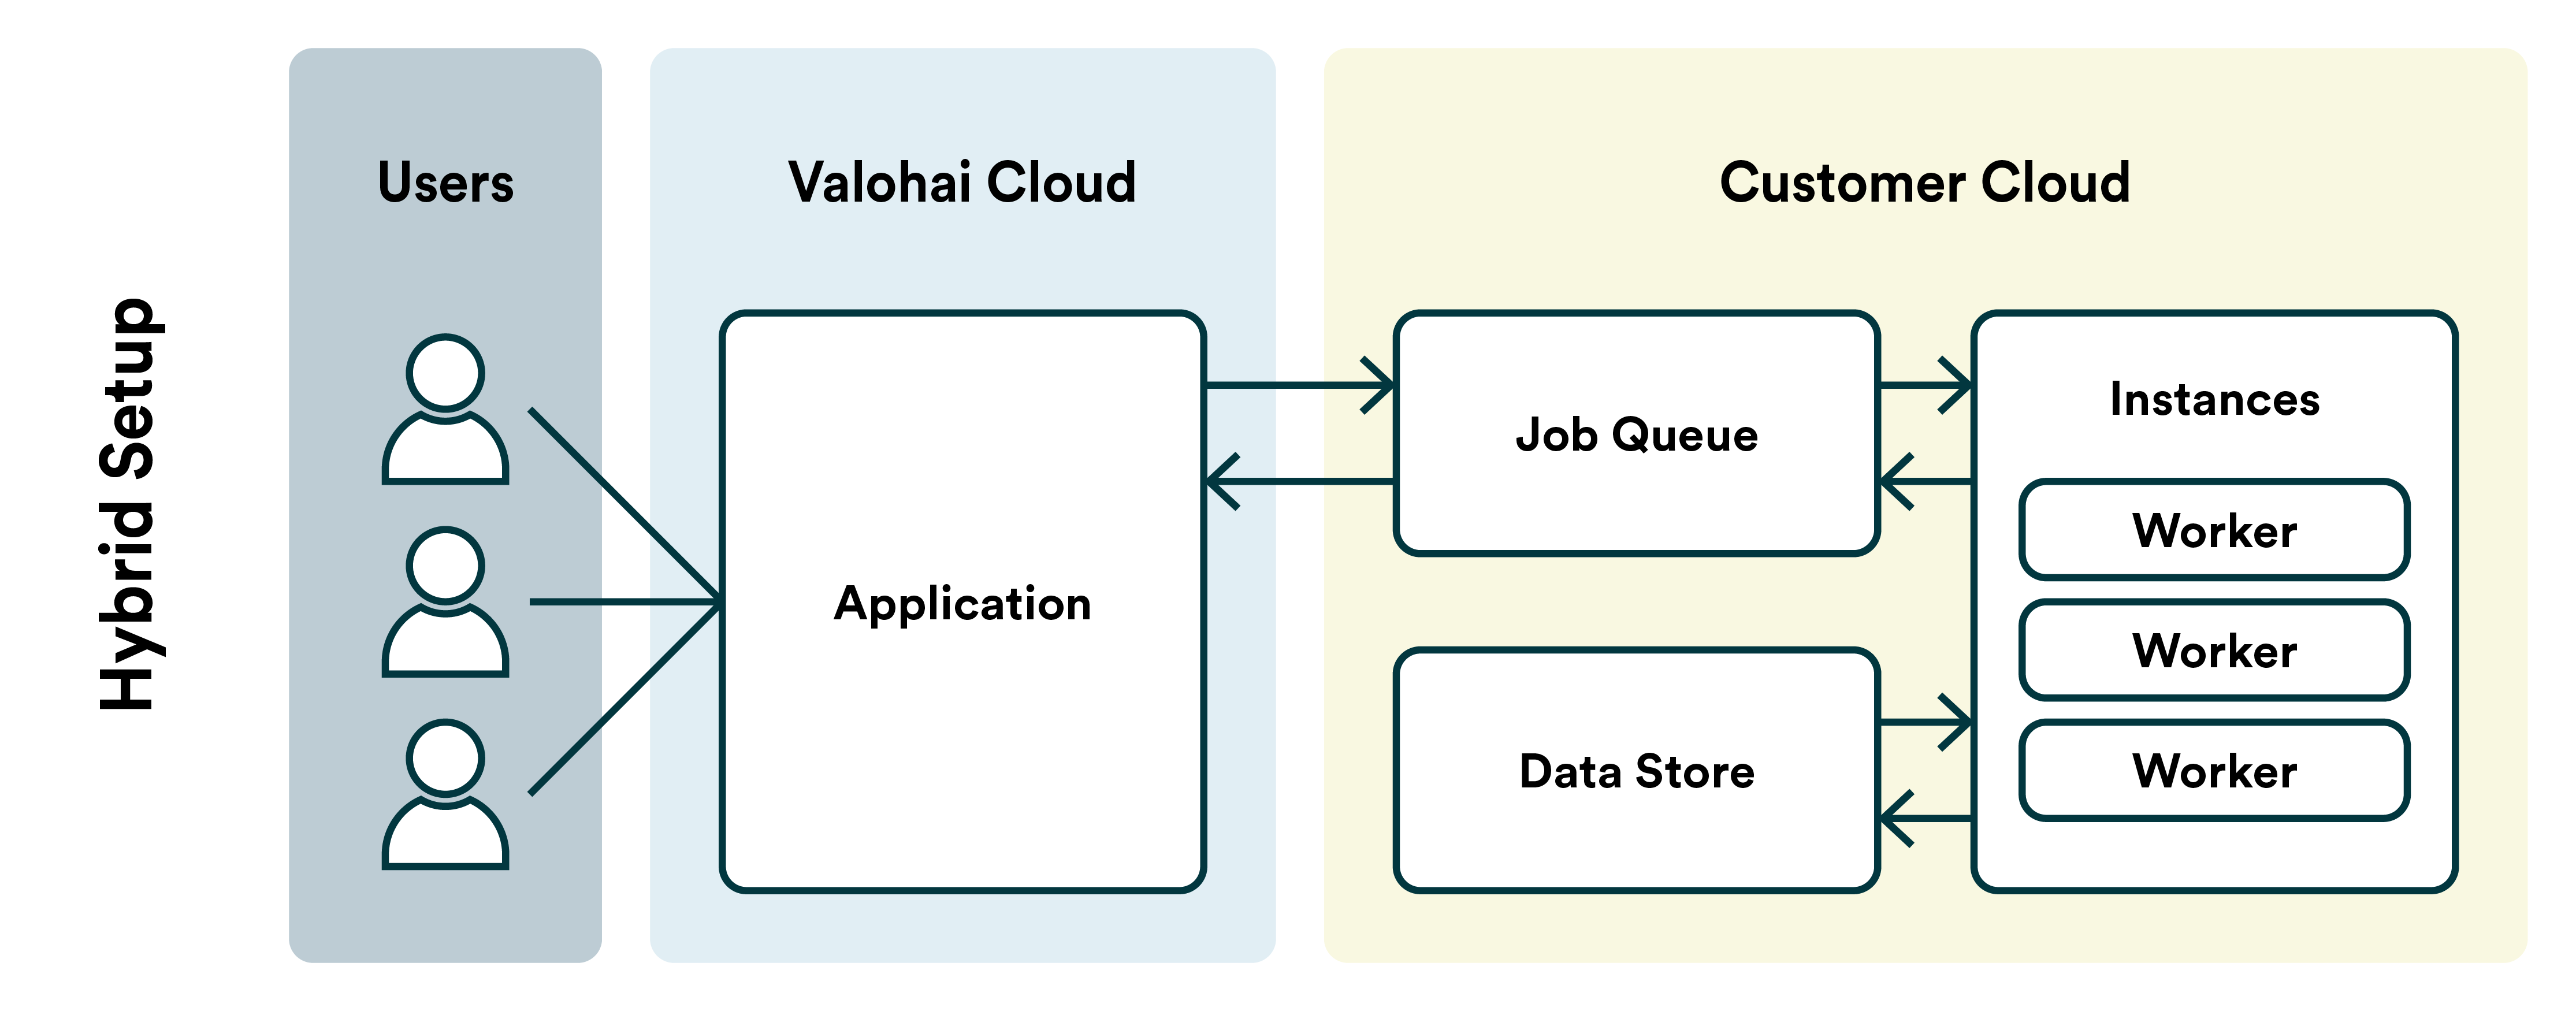 Hybrid Setup
Users
Valohai Cloud
Application
Customer Cloud
Job Queue
Data Store
Instances
Worker
Worker
Worker